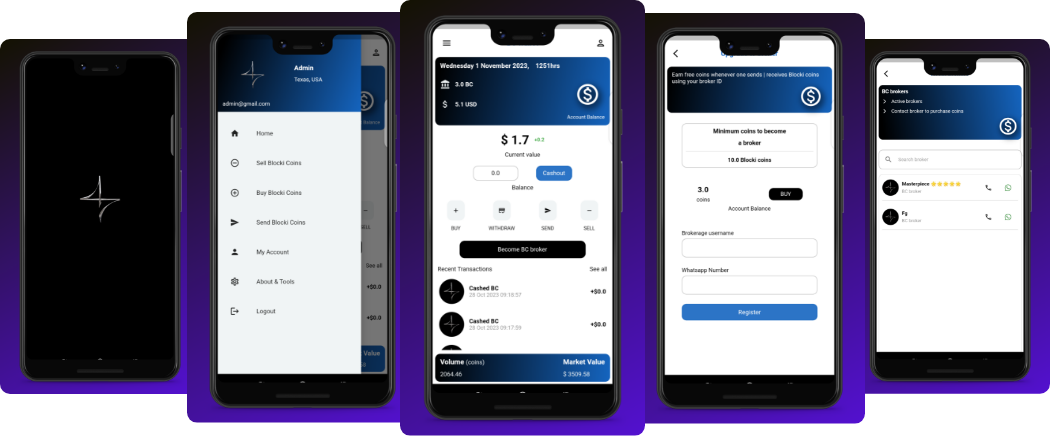 Admin
Texas, USA
admin@gmail.com
Home
Sell Blocki Coins
Buy Blocki Coins
Send Blocki Coins
My Account
About & Tools
Logout
See all
+$0.0
+$0.0
Value
Wednesday 1 November 2023, 1251hrs
3.0 BC
$ 5.1 USD
Account Balance
$ 1.7 +0.2
Current value
0.0 Cashout
Balance
BUY WITHDRAW SEND SELL
Become BC broker
Recent Transactions See all
Cashed BC
28 Oct 2023 09:18:57
+$0.0
Cashed BC
28 Oct 2023 09:17:59
+$0.0
Volume (coins) Market Value
2064.46 $ 3509.58
Earn free coins whenever one sends | receives Blocki coins
using your broker ID
Minimum coins to become
a broker
10.0 Blocki coins
3.0
coins
BUY
Account Balance
Brokerage username
Whatsapp Number
Register
BC brokers
Active brokers
Contact broker to purchase coins
Search broker
Masterpiece
BC broker
Fg
BC broker